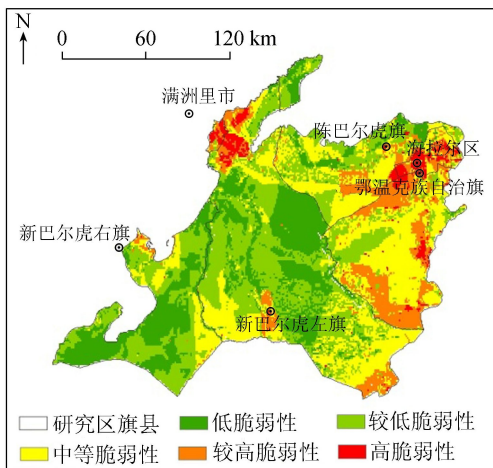 N
0 60 120 km
满洲里市
陈巴尔虎旗
海拉尔区
鄂温克族自治旗
新巴尔虎右旗
新巴尔虎左旗
研究区旗县 低脆弱性 较低脆弱性
中等脆弱性 较高脆弱性 高脆弱性